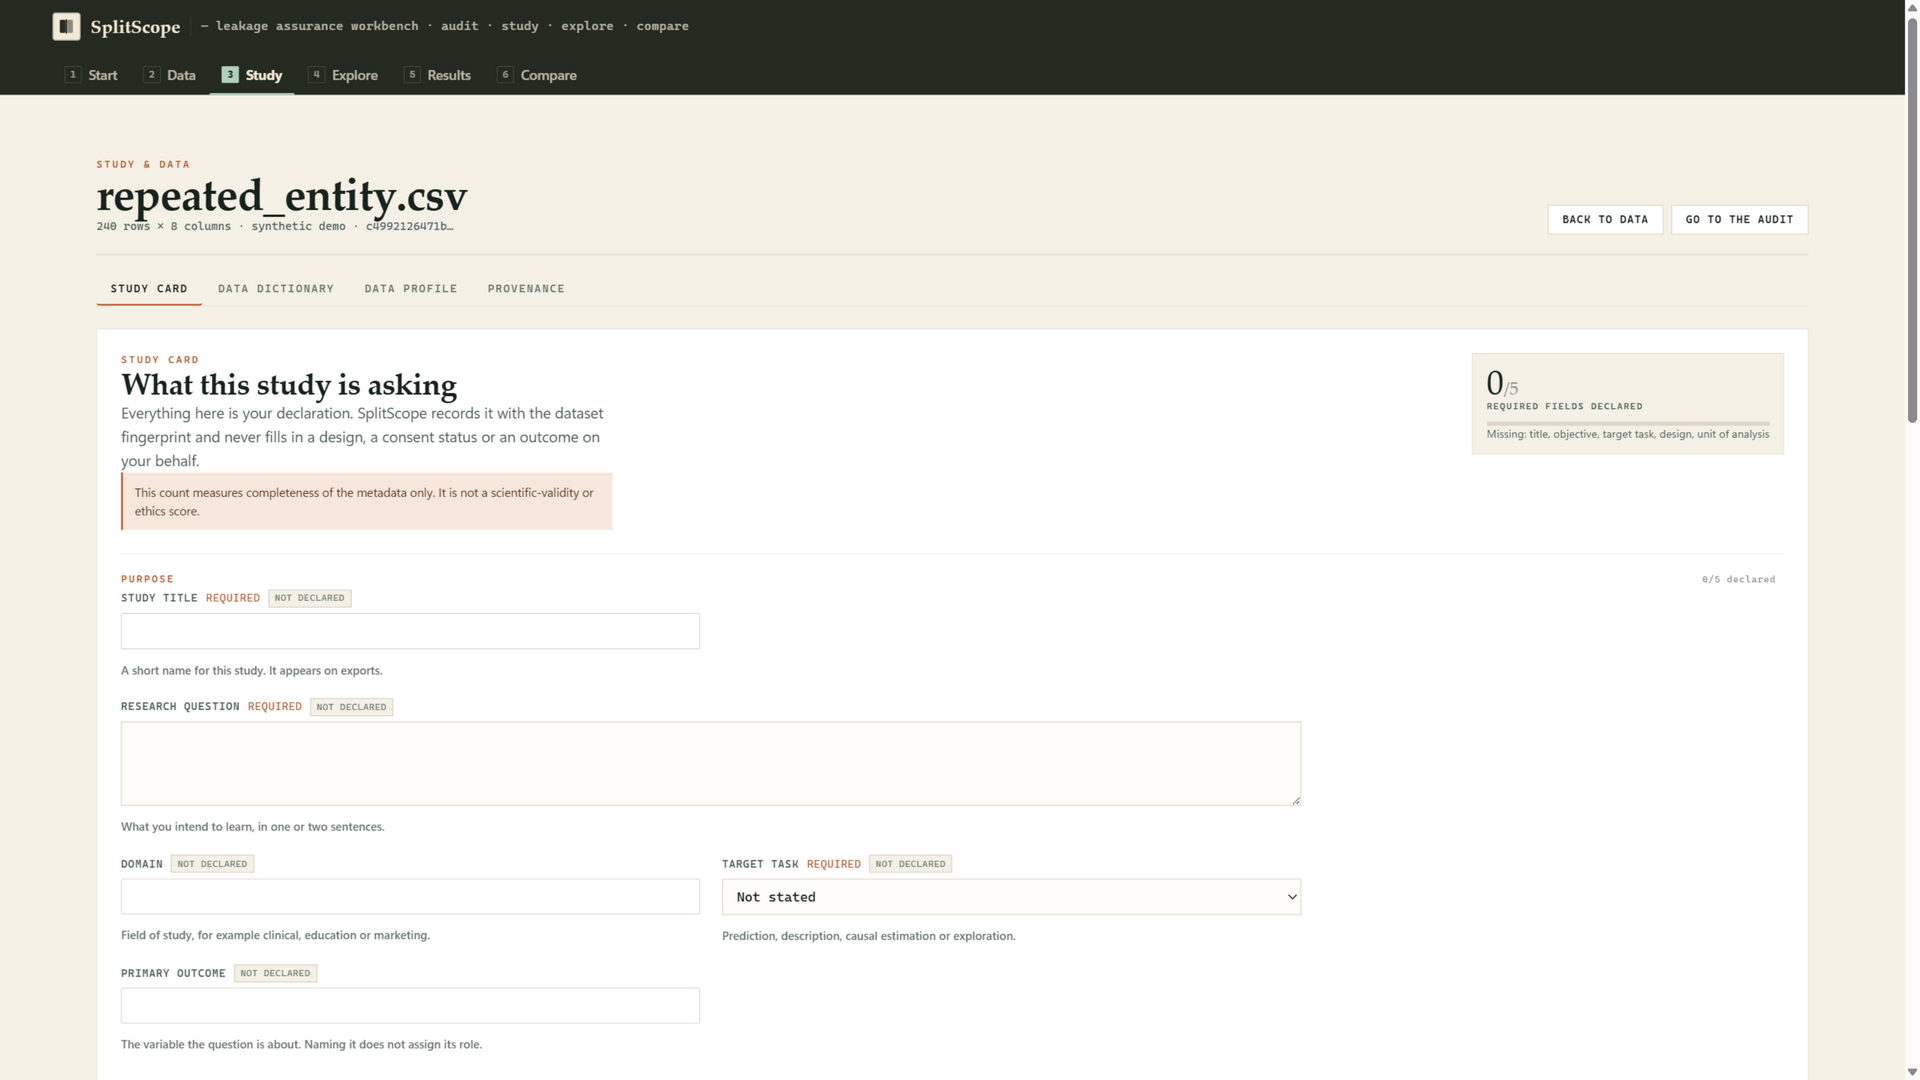 SplitScope — leakage assurance workbench · audit · study · explore · compare
1 Start 2 Data 3 Study 4 Explore 5 Results 6 Compare
STUDY & DATA
repeated_entity.csv
240 rows × 8 columns · synthetic demo · c4992126471b…
BACK TO DATA GO TO THE AUDIT
STUDY CARD DATA DICTIONARY DATA PROFILE PROVENANCE
STUDY CARD
What this study is asking
Everything here is your declaration. SplitScope records it with the dataset
fingerprint and never fills in a design, a consent status or an outcome on
your behalf.
This count measures completeness of the metadata only. It is not a scientific-validity or
ethics score.
0/5
REQUIRED FIELDS DECLARED
Missing: title, objective, target task, design, unit of analysis
PURPOSE 0/5 declared
STUDY TITLE REQUIRED NOT DECLARED
A short name for this study. It appears on exports.
RESEARCH QUESTION REQUIRED NOT DECLARED
What you intend to learn, in one or two sentences.
DOMAIN NOT DECLARED
Field of study, for example clinical, education or marketing.
TARGET TASK REQUIRED NOT DECLARED
Not stated
Prediction, description, causal estimation or exploration.
PRIMARY OUTCOME NOT DECLARED
The variable the question is about. Naming it does not assign its role.